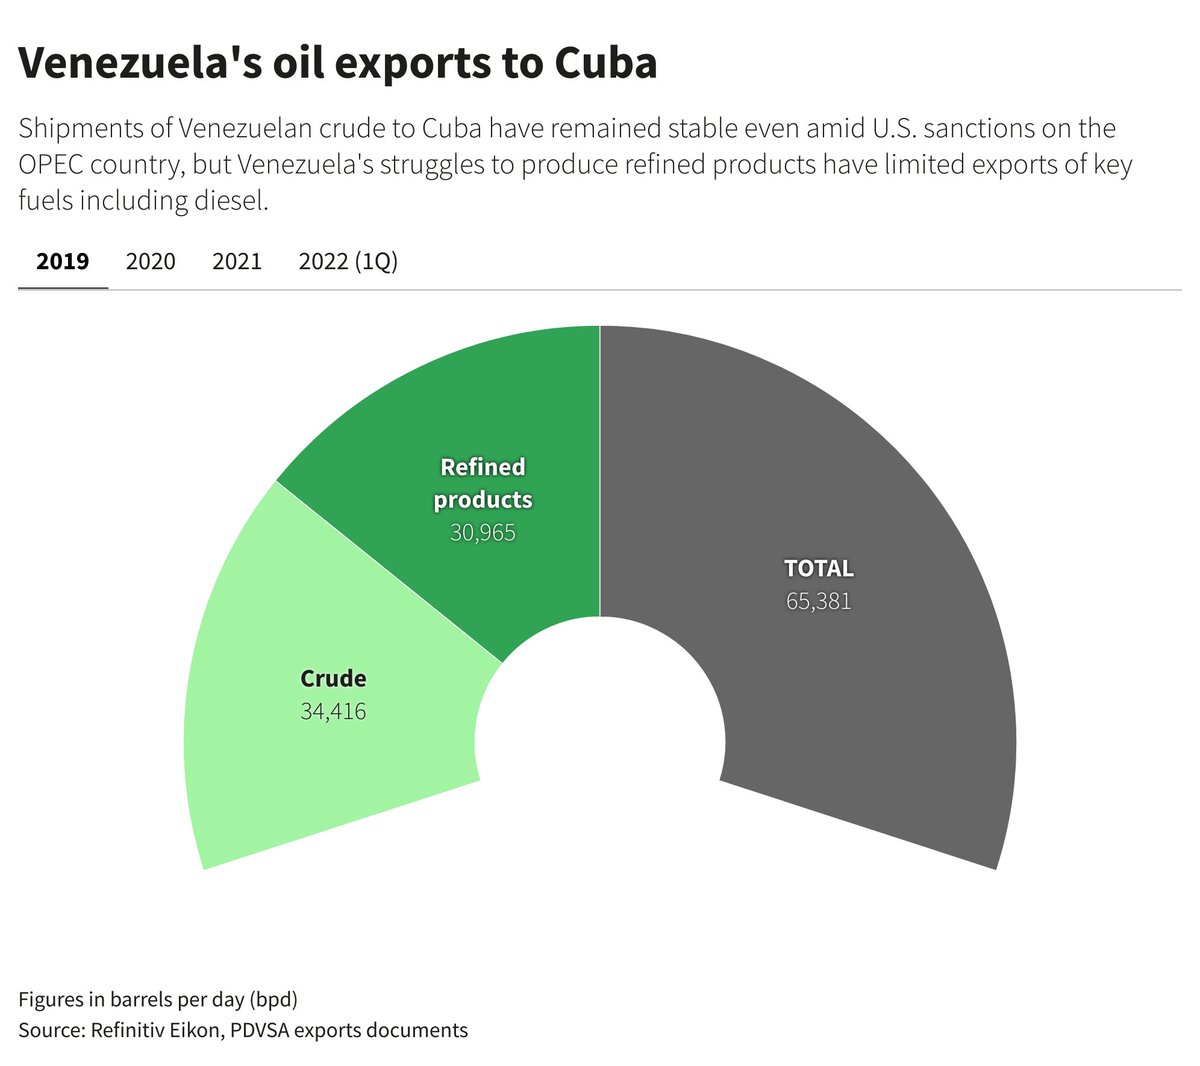 Venezuela's oil exports to Cuba
Shipments of Venezuelan crude to Cuba have remained stable even amid U.S. sanctions on the
OPEC country, but Venezuela's struggles to produce refined products have limited exports of key
fuels including diesel.
2019 2020 2021 2022 (1Q)
Refined
products
30,965
TOTAL
65,381
Crude
34,416
Figures in barrels per day (bpd)
Source: Refinitiv Eikon, PDVSA exports documents